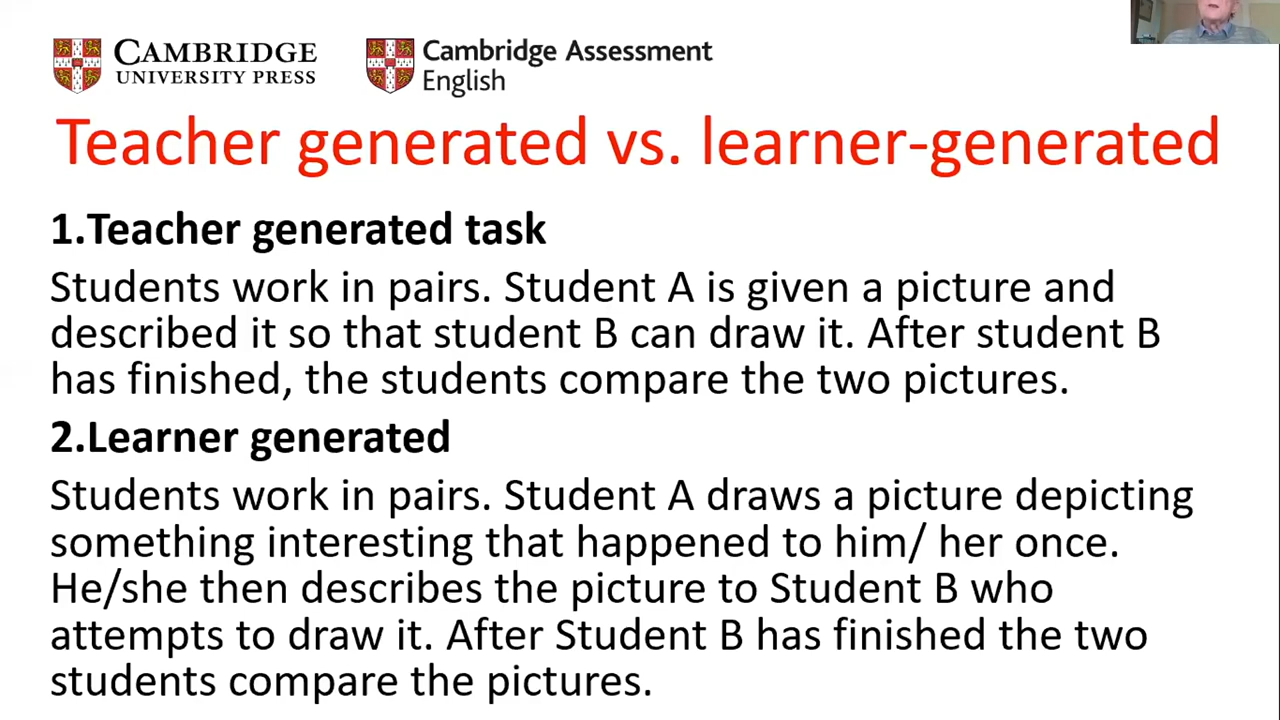 CAMBRIDGE
UNIVERSITY PRESS
Cambridge Assessment
English
Teacher generated vs. learner-generated
1.Teacher generated task
Students work in pairs. Student A is given a picture and
described it so that student B can draw it. After student B
has finished, the students compare the two pictures.
2.Learner generated
Students work in pairs. Student A draws a picture depicting
something interesting that happened to him/ her once.
He/she then describes the picture to Student B who
attempts to draw it. After Student B has finished the two
students compare the pictures.